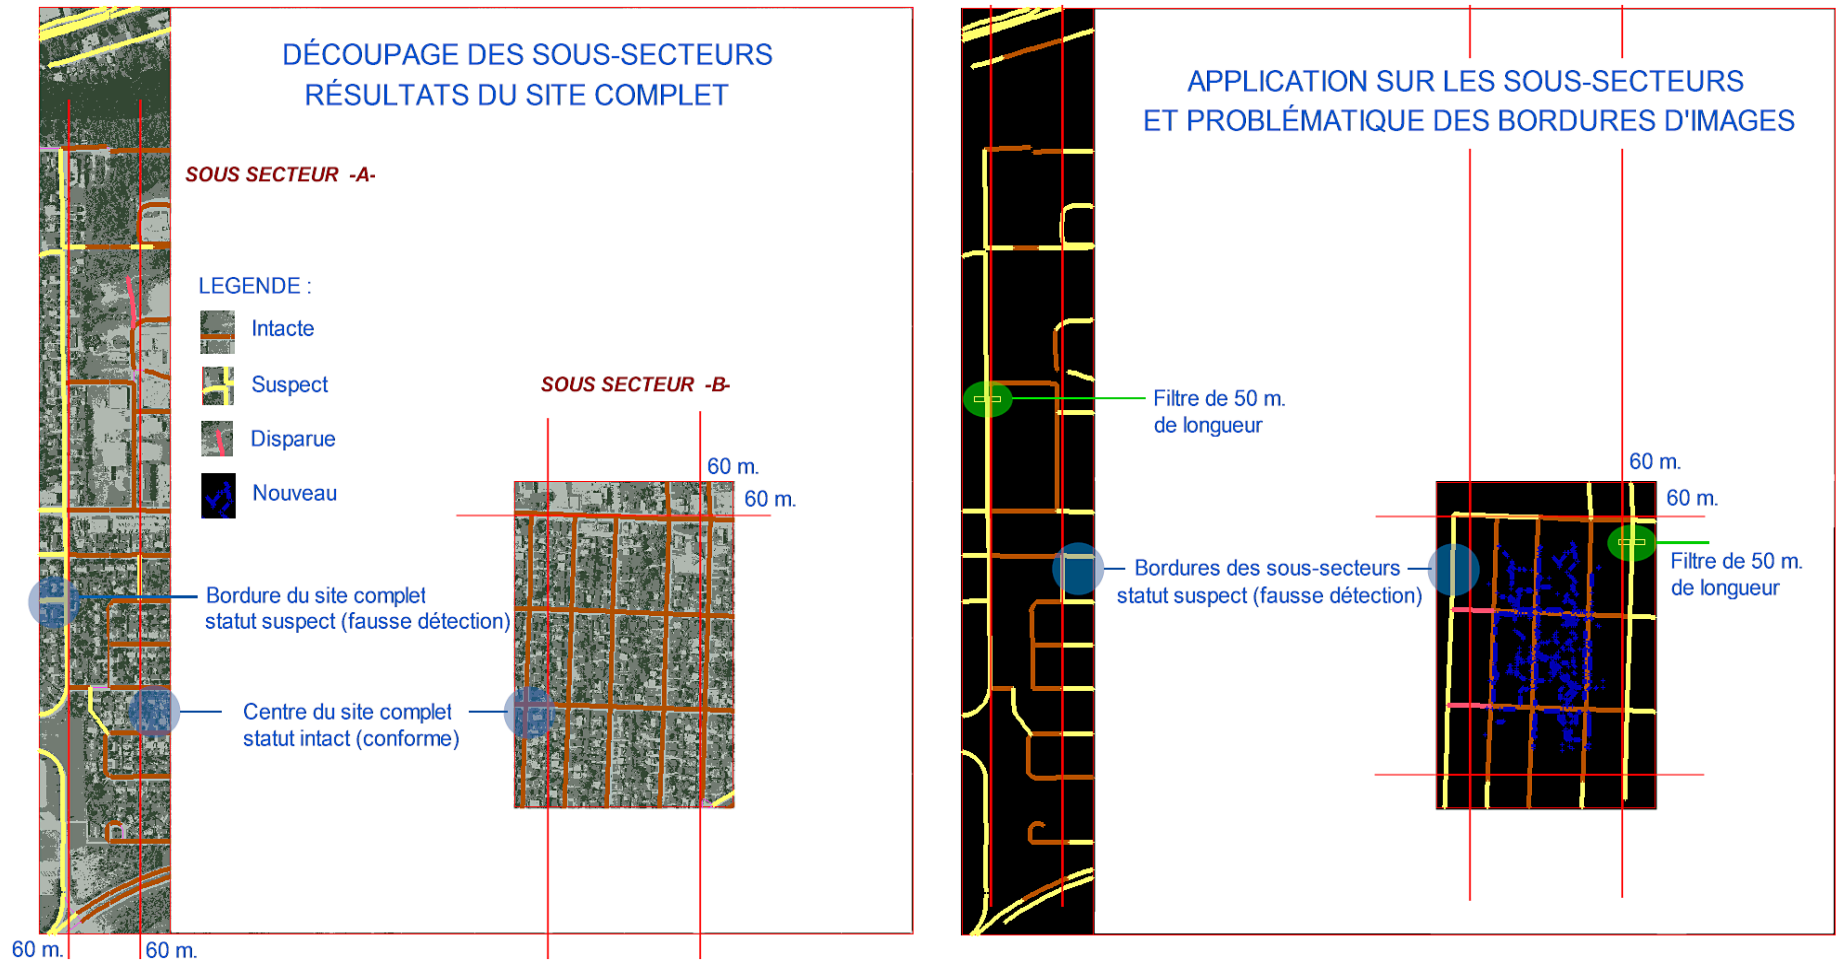 DÉCOUPAGE DES SOUS-SECTEURS
RÉSULTATS DU SITE COMPLET
SOUS SECTEUR -A-
LEGENDE :
Intacte
Suspect
Disparue
Nouveau
SOUS SECTEUR -B-
60 m.
60 m.
Bordure du site complet
statut suspect (fausse détection)
Centre du site complet
statut intact (conforme)
60 m.
60 m.
APPLICATION SUR LES SOUS-SECTEURS
ET PROBLÉMATIQUE DES BORDURES D'IMAGES
Filtre de 50 m.
de longueur
60 m.
60 m.
Bordures des sous-secteurs
statut suspect (fausse détection)
Filtre de 50 m.
de longueur